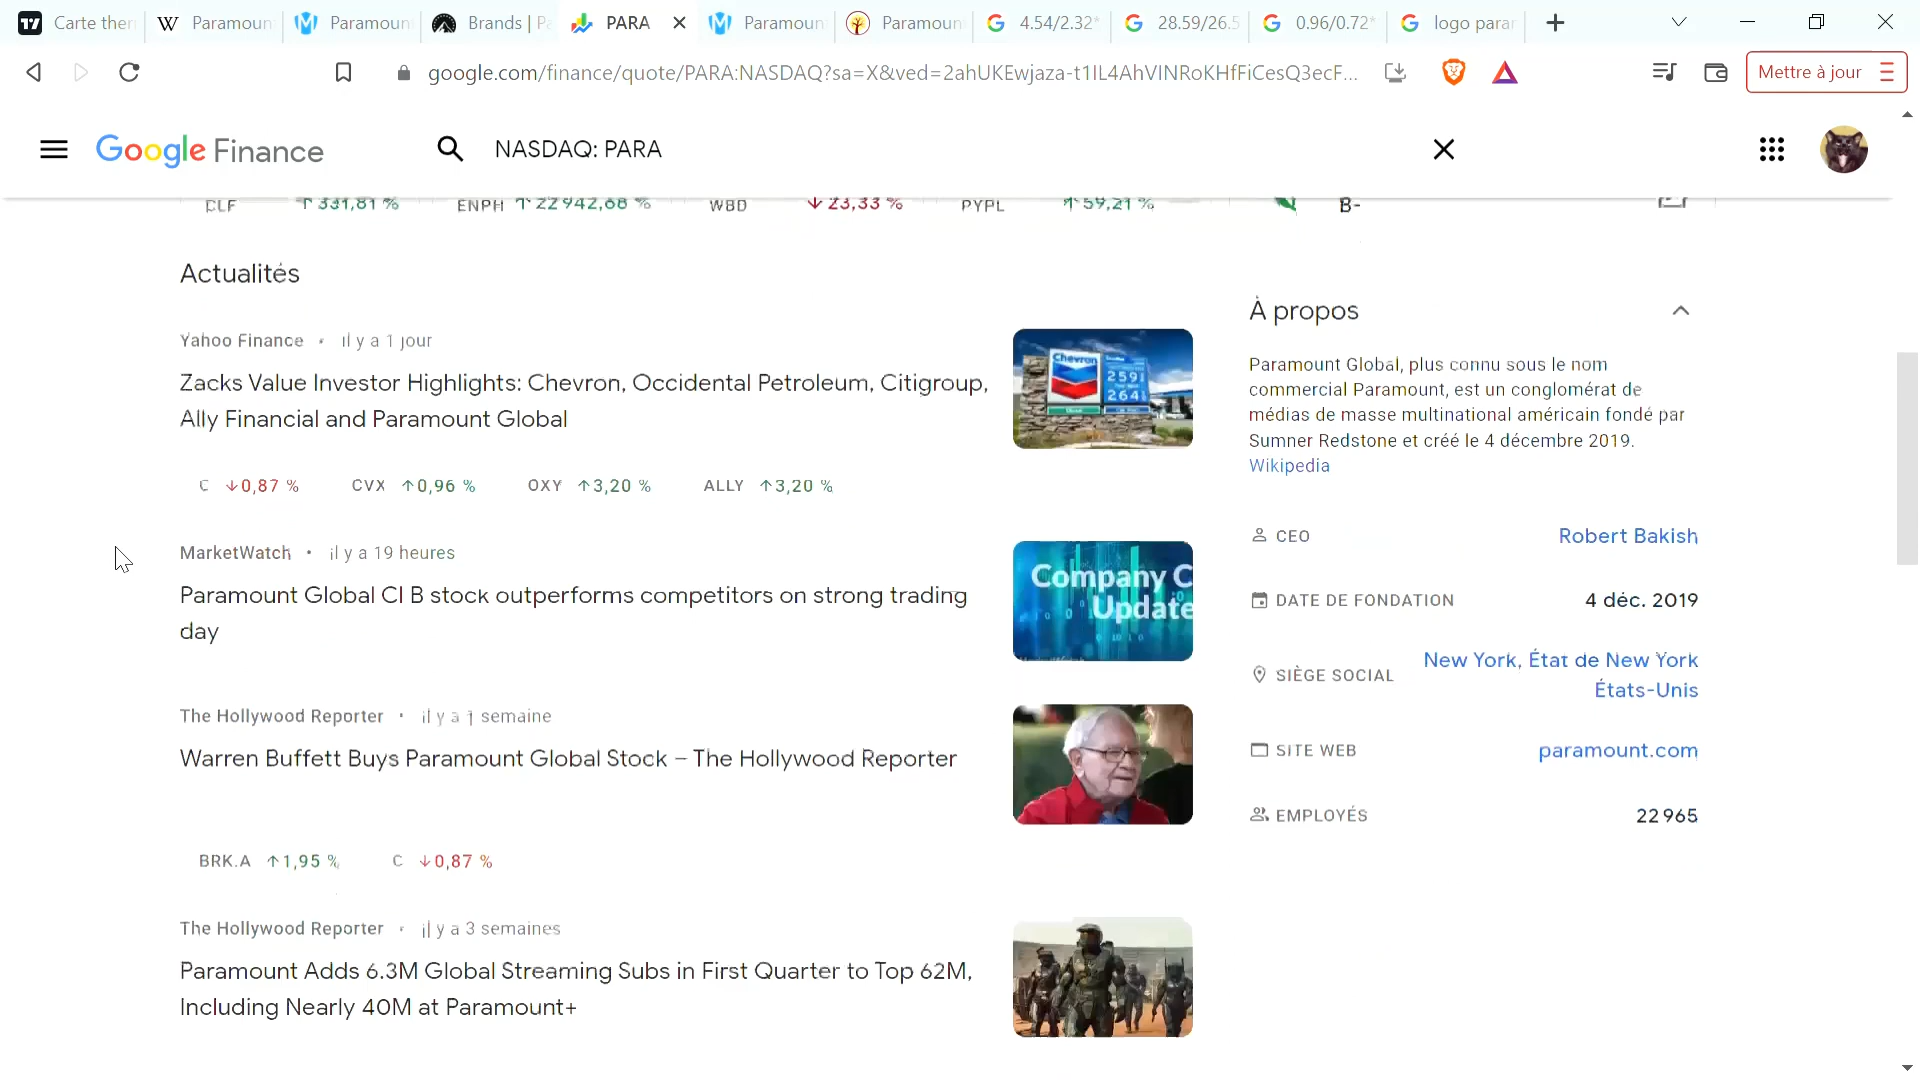 Carte ther
Paramoun
Paramoun
Brands | Pa
PARA
Paramoun
Paramoun
4.54/2.32*
28.59/26.5
0.96/0.72*
logo parar
google.com/finance/quote/PARA:NASDAQ?sa=X&ved=2ahUKEwjaza-t1IL4AhVINRoKHfFiCesQ3ecF...
Mettre à jour
Google Finance
NASDAQ: PARA
CLF ↑ 331,81 % ENPH ↑ 22 942,68 % WBD ↓ 23,33 % PYPL ↑ 59,21 % B-
Actualités
Yahoo Finance • il y a 1 jour
Zacks Value Investor Highlights: Chevron, Occidental Petroleum, Citigroup,
Ally Financial and Paramount Global
Chevron
259
264
C ↓0,87 % CVX ↑0,96 % OXY ↑3,20 % ALLY ↑3,20 %
MarketWatch • il y a 19 heures
Paramount Global Cl B stock outperforms competitors on strong trading
day
Company C
Update
The Hollywood Reporter • il y a 1 semaine
Warren Buffett Buys Paramount Global Stock – The Hollywood Reporter
BRK.A ↑1,95 % C ↓0,87 %
The Hollywood Reporter • il y a 3 semaines
Paramount Adds 6.3M Global Streaming Subs in First Quarter to Top 62M,
Including Nearly 40M at Paramount+
À propos
Paramount Global, plus connu sous le nom
commercial Paramount, est un conglomérat de
médias de masse multinational américain fondé par
Sumner Redstone et créé le 4 décembre 2019.
Wikipedia
CEO Robert Bakish
DATE DE FONDATION 4 déc. 2019
SIÈGE SOCIAL New York, État de New York
États-Unis
SITE WEB paramount.com
EMPLOYÉS 22 965